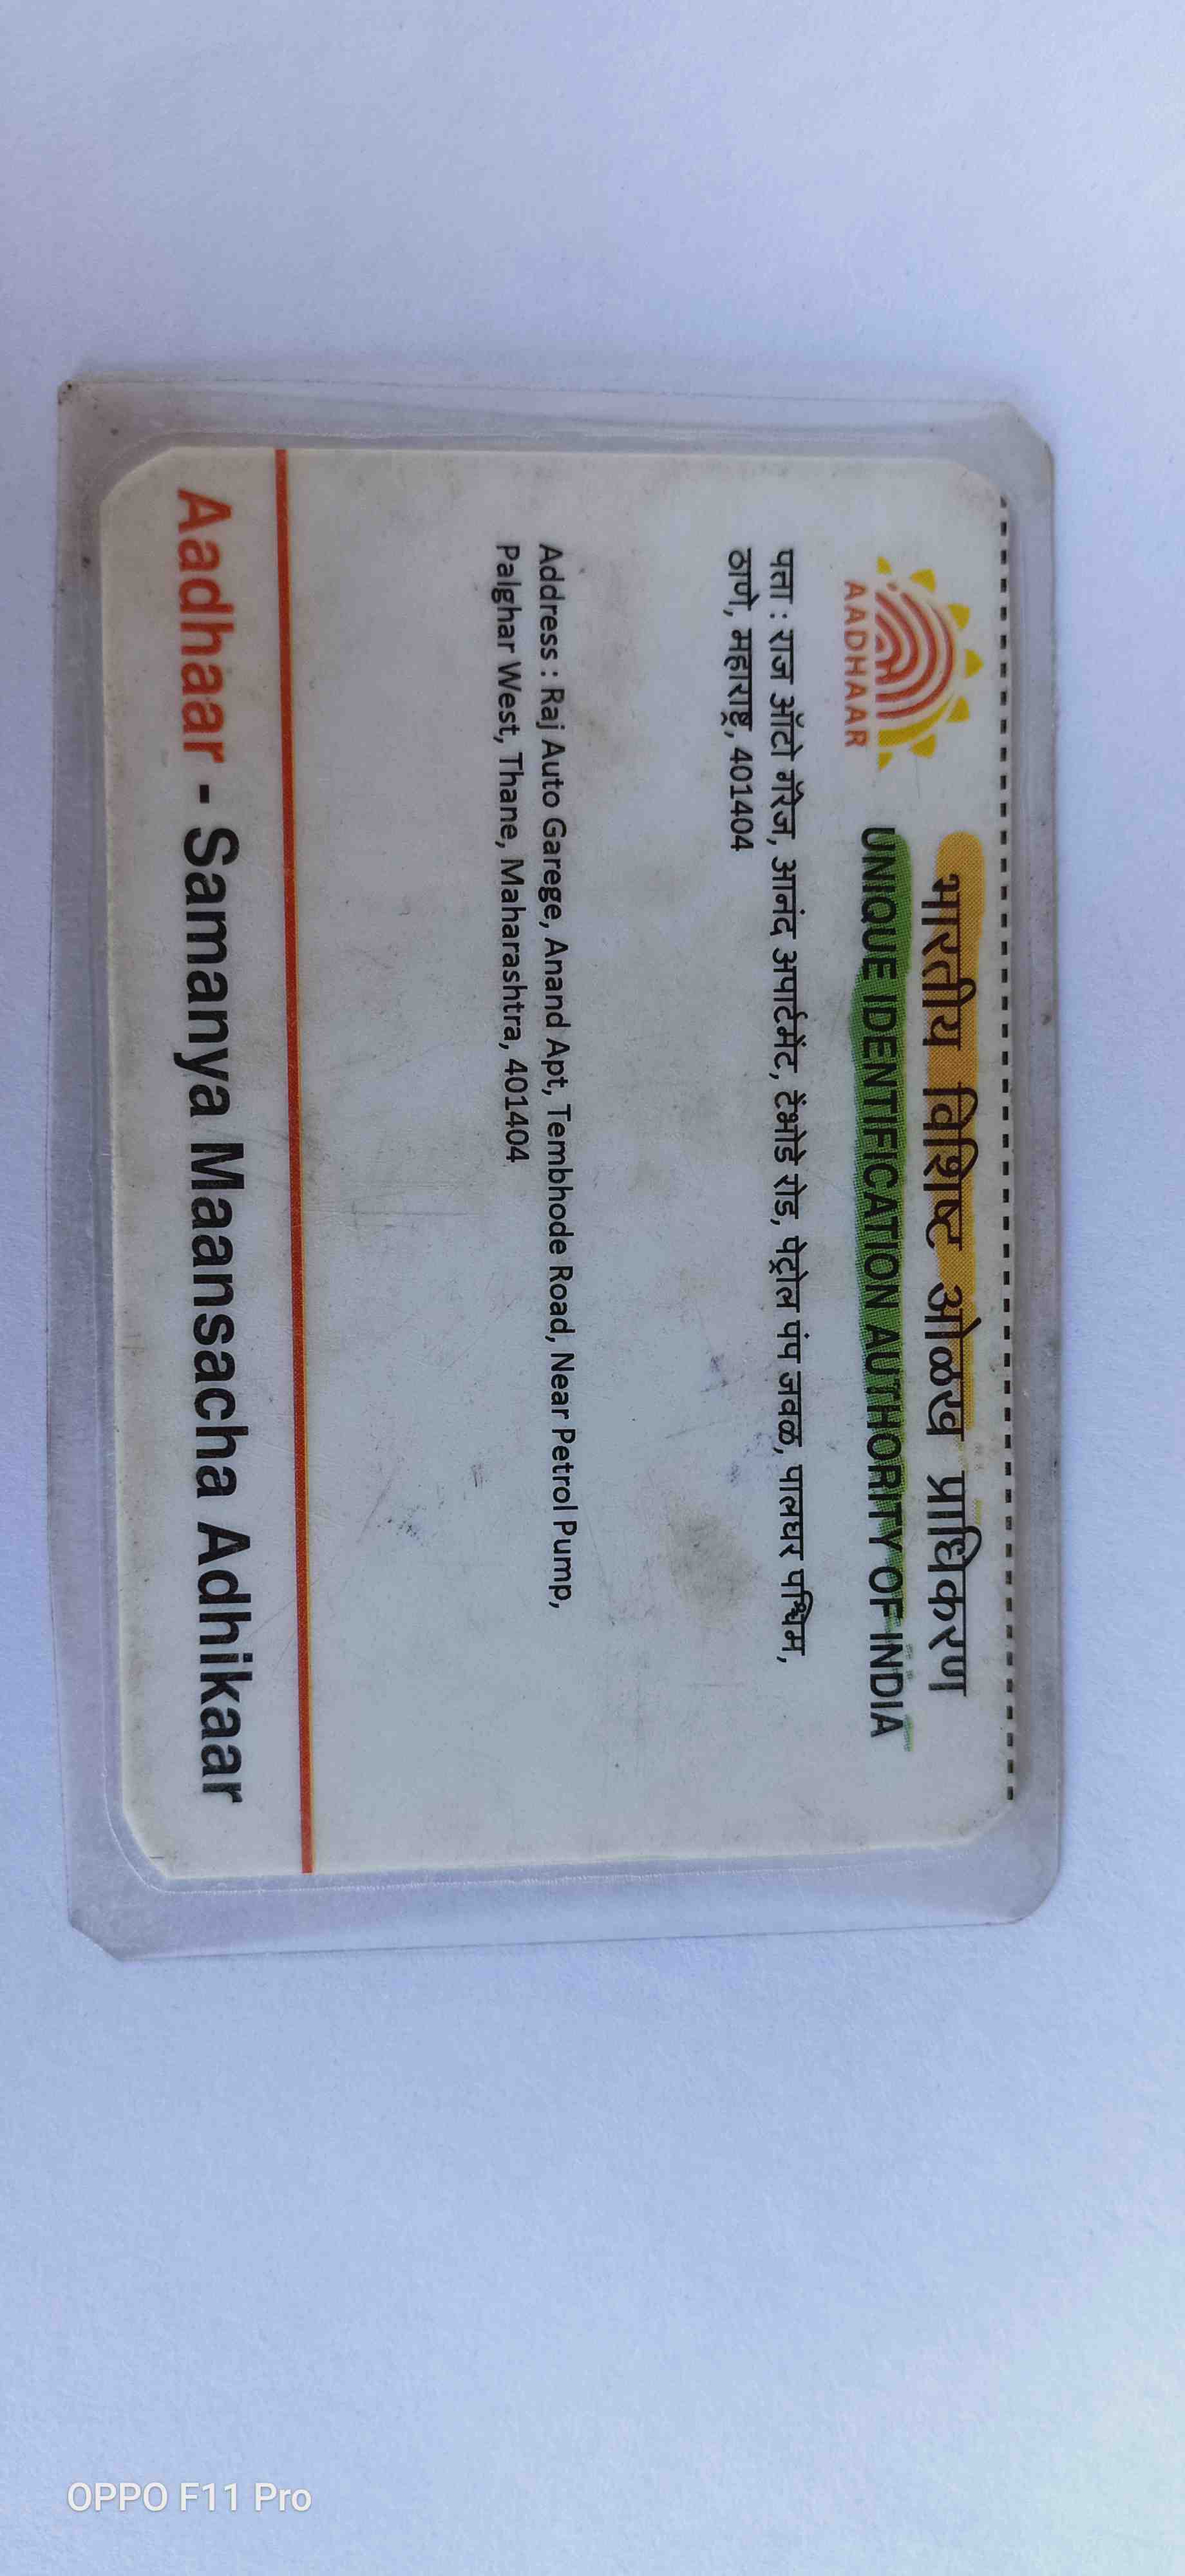 भारतीय विशिष्ट ओळख प्राधिकरण
UNIQUE IDENTIFICATION AUTHORITY OF INDIA
AADHAAR
पता : राज ऑटो गॅरेज, आनंद अपार्टमेंट, टेंभोडे रोड, पेट्रोल पंप जवळ, पालघर पश्चिम,
ठाणे, महाराष्ट्र, 401404
Address : Raj Auto Garege, Anand Apt, Tembhode Road, Near Petrol Pump,
Palghar West, Thane, Maharashtra, 401404
Aadhaar - Samanya Maansacha Adhikaar
OPPO F11 Pro